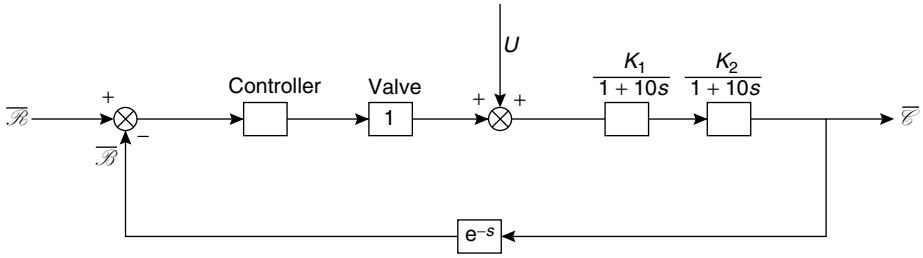 U
K₁
1 + 10s
K₂
1 + 10s
Controller
Valve
ℛ̅
+
1
+
+
𝒞̅
−
ℬ̅
e⁻ˢ